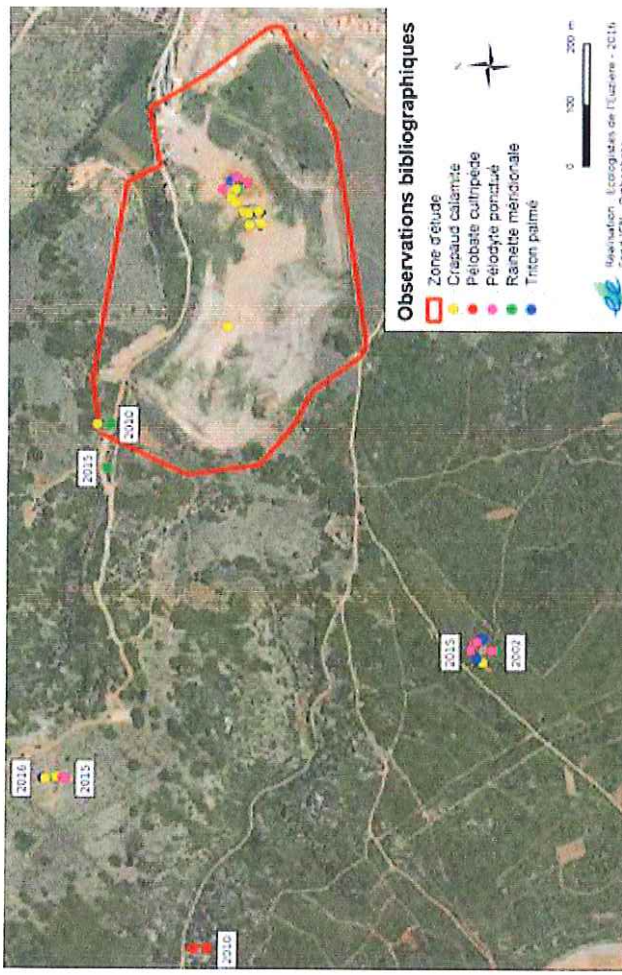 2016
2015
2010
2015
2010
2015
2002
Observations bibliographiques
Zone d'étude
Crapaud calamite
Pélobate cultripède
Pélodyte ponctué
Rainette méridionale
Triton palmé
N
0 100 200 m
Réalisation : Ecologistes de l'Euzière - 2016